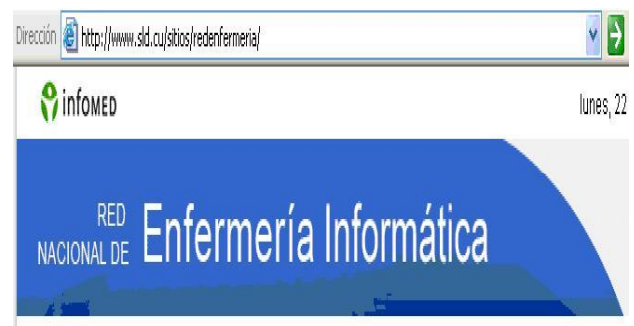 Dirección http://www.sld.cu/sitios/redenfermeria/
infOMED
lunes, 22
RED
NACIONAL DE Enfermería Informática